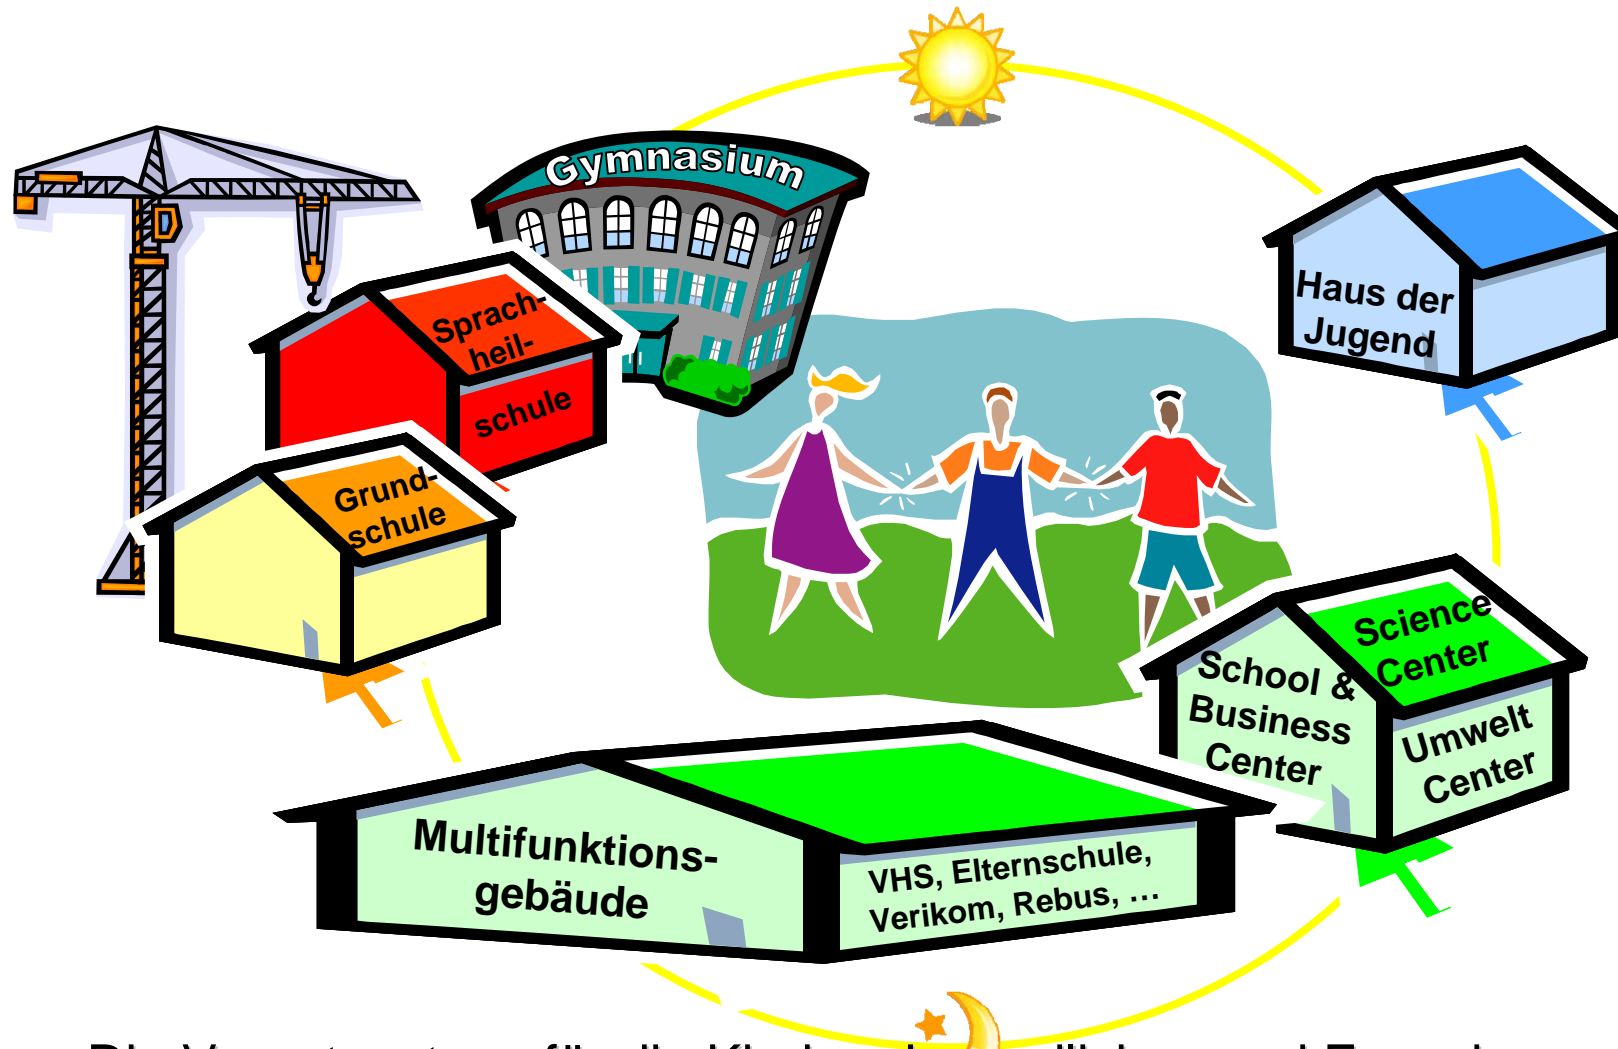 Gymnasium
Haus der
Jugend
Sprach-
heil-
schule
Grund-
schule
Science
Center
School &
Business
Center
Umwelt
Center
Multifunktions-
gebäude
VHS, Elternschule,
Verikom, Rebus, …